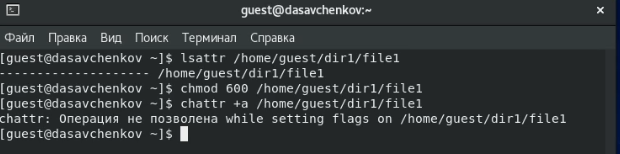 guest@dasavchenkov:~
Файл Правка Вид Поиск Терминал Справка
[guest@dasavchenkov ~]$ lsattr /home/guest/dir1/file1
-------------------- /home/guest/dir1/file1
[guest@dasavchenkov ~]$ chmod 600 /home/guest/dir1/file1
[guest@dasavchenkov ~]$ chattr +a /home/guest/dir1/file1
chattr: Операция не позволена while setting flags on /home/guest/dir1/file1
[guest@dasavchenkov ~]$